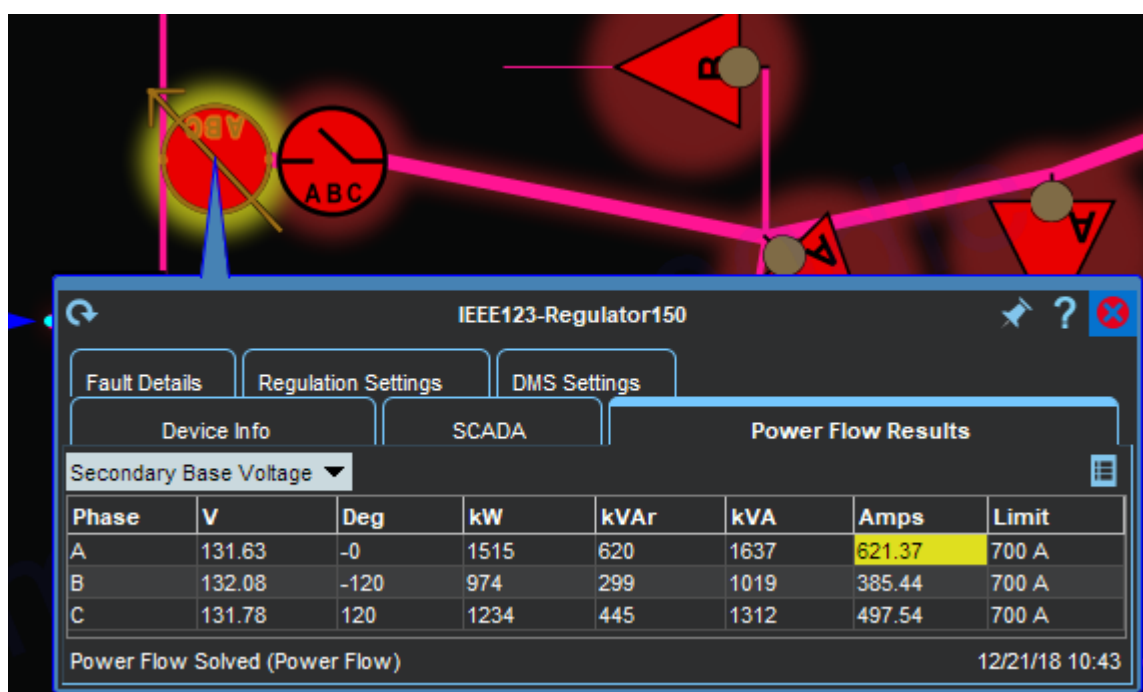 B
ABC
ABC
A
A
IEEE123-Regulator150
?
Fault Details Regulation Settings DMS Settings
Device Info SCADA Power Flow Results
Secondary Base Voltage
Phase V Deg kW kVAr kVA Amps Limit
A 131.63 -0 1515 620 1637 621.37 700 A
B 132.08 -120 974 299 1019 385.44 700 A
C 131.78 120 1234 445 1312 497.54 700 A
Power Flow Solved (Power Flow) 12/21/18 10:43